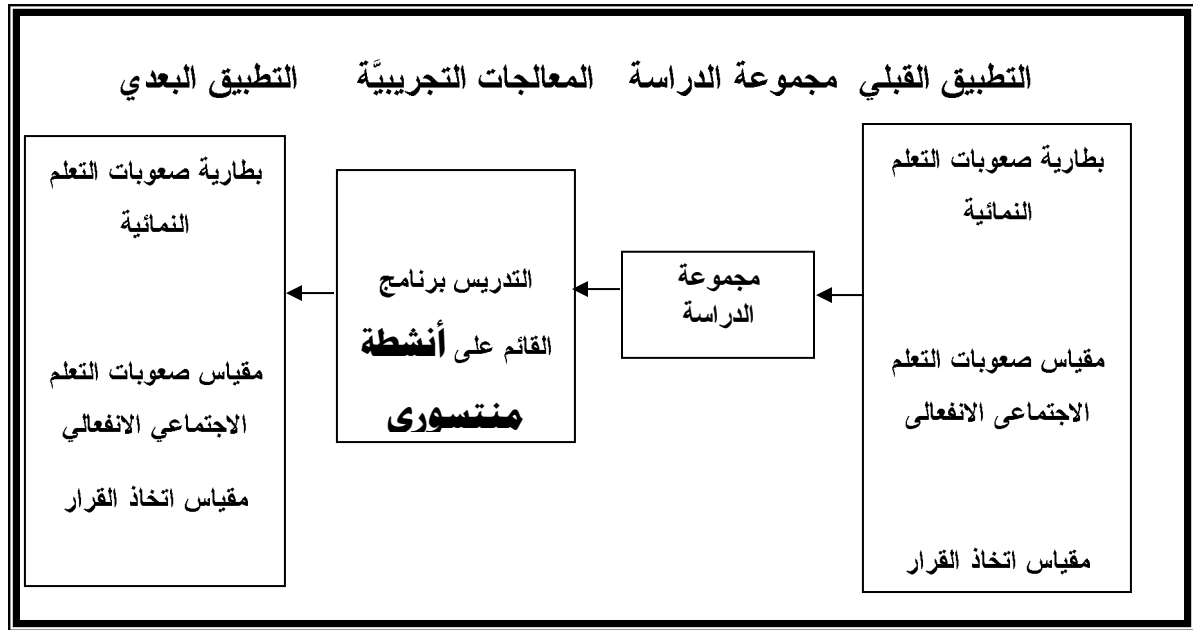 التطبيق القبلي مجموعة الدراسة المعالجات التجريبيَّة التطبيق البعدي
بطارية صعوبات التعلم
النمائية
مقياس صعوبات التعلم
الاجتماعى الانفعالى
مقياس اتخاذ القرار
مجموعة
الدراسة
التدريس برنامج
القائم على أنشطة
منتسورى
بطارية صعوبات التعلم
النمائية
مقياس صعوبات التعلم
الاجتماعي الانفعالي
مقياس اتخاذ القرار